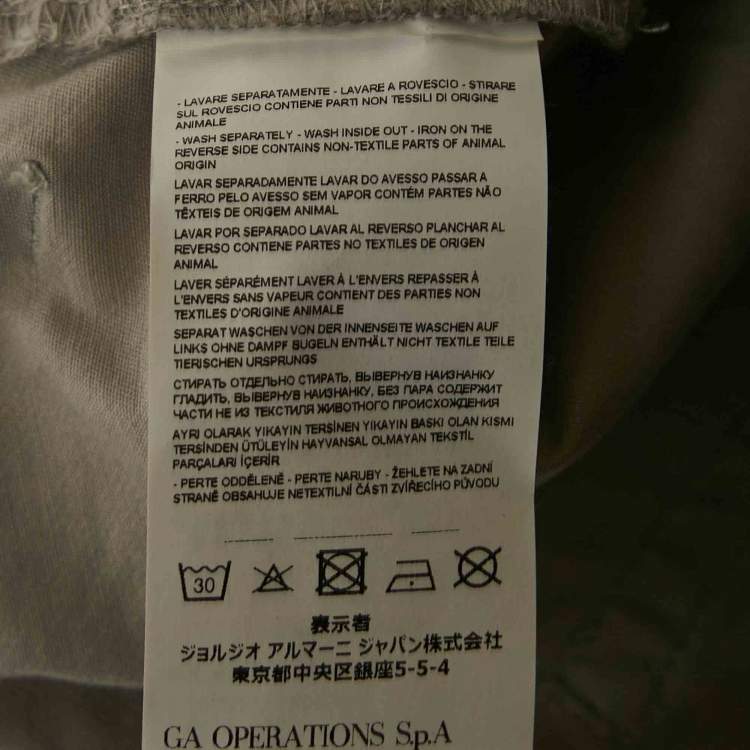 - LAVARE SEPARATAMENTE - LAVARE A ROVESCIO - STIRARE
SUL ROVESCIO CONTIENE PARTI NON TESSILI DI ORIGINE
ANIMALE
- WASH SEPARATELY - WASH INSIDE OUT - IRON ON THE
REVERSE SIDE CONTAINS NON-TEXTILE PARTS OF ANIMAL
ORIGIN
LAVAR SEPARADAMENTE LAVAR DO AVESSO PASSAR A
FERRO PELO AVESSO SEM VAPOR CONTÉM PARTES NÃO
TÊXTEIS DE ORIGEM ANIMAL
LAVAR POR SEPARADO LAVAR AL REVERSO PLANCHAR AL
REVERSO CONTIENE PARTES NO TEXTILES DE ORIGEN
ANIMAL
LAVER SÉPARÉMENT LAVER À L'ENVERS REPASSER À
L'ENVERS SANS VAPEUR CONTIENT DES PARTIES NON
TEXTILES D'ORIGINE ANIMALE
SEPARAT WASCHEN VON DER INNENSEITE WASCHEN AUF
LINKS OHNE DAMPF BUGELN ENTHÄLT NICHT TEXTILE TEILE
TIERISCHEN URSPRUNGS
СТИРАТЬ ОТДЕЛЬНО СТИРАТЬ, ВЫВЕРНУВ НАИЗНАНКУ
ГЛАДИТЬ, ВЫВЕРНУВ НАИЗНАНКУ, БЕЗ ПАРА СОДЕРЖИТ
ЧАСТИ НЕ ИЗ ТЕКСТИЛЯ ЖИВОТНОГО ПРОИСХОЖДЕНИЯ
AYRI OLARAK YIKAYIN TERSİNEN YIKAYIN BASKI OLAN KISMI
TERSİNDEN ÜTÜLEYİN HAYVANSAL OLMAYAN TEKSTİL
PARÇALARI İÇERİR
- PERTE ODDĚLENĚ - PERTE NARUBY - ŽEHLETE NA ZADNÍ
STRANĚ OBSAHUJE NETEXTILNÍ ČÁSTI ZVÍŘECÍHO PŮVODU
30
表示者
ジョルジオ アルマーニ ジャパン株式会社
東京都中央区銀座5-5-4
GA OPERATIONS S.p.A